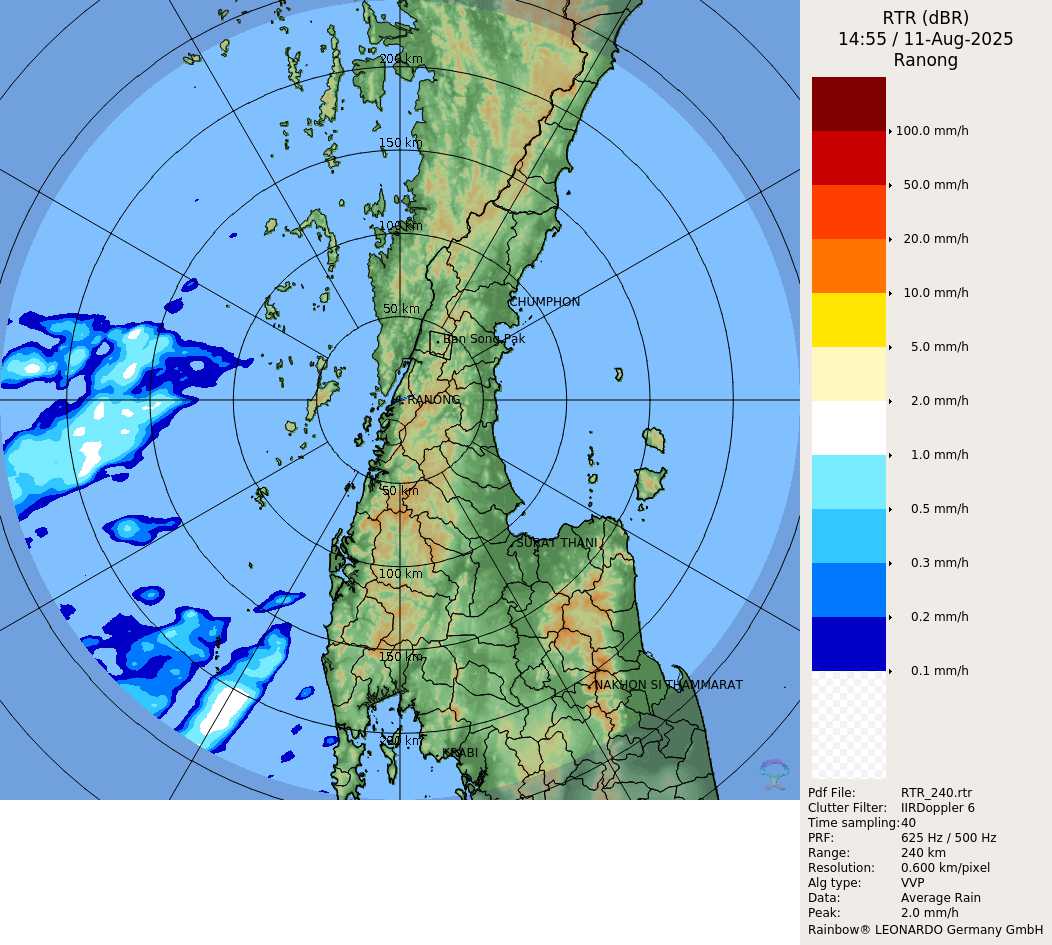 RTR (dBR)
14:55 / 11-Aug-2025
Ranong
100.0 mm/h
50.0 mm/h
20.0 mm/h
10.0 mm/h
5.0 mm/h
2.0 mm/h
1.0 mm/h
0.5 mm/h
0.3 mm/h
0.2 mm/h
0.1 mm/h
200 km
150 km
100 km
50 km
CHUMPHON
Ban Song Pak
RANONG
50 km
SURAT THANI
100 km
150 km
NAKHON SI THAMMARAT
200 km
KRABI
Pdf File: RTR_240.rtr
Clutter Filter: IIRDoppler 6
Time sampling:40
PRF: 625 Hz / 500 Hz
Range: 240 km
Resolution: 0.600 km/pixel
Alg type: VVP
Data: Average Rain
Peak: 2.0 mm/h
Rainbow® LEONARDO Germany GmbH